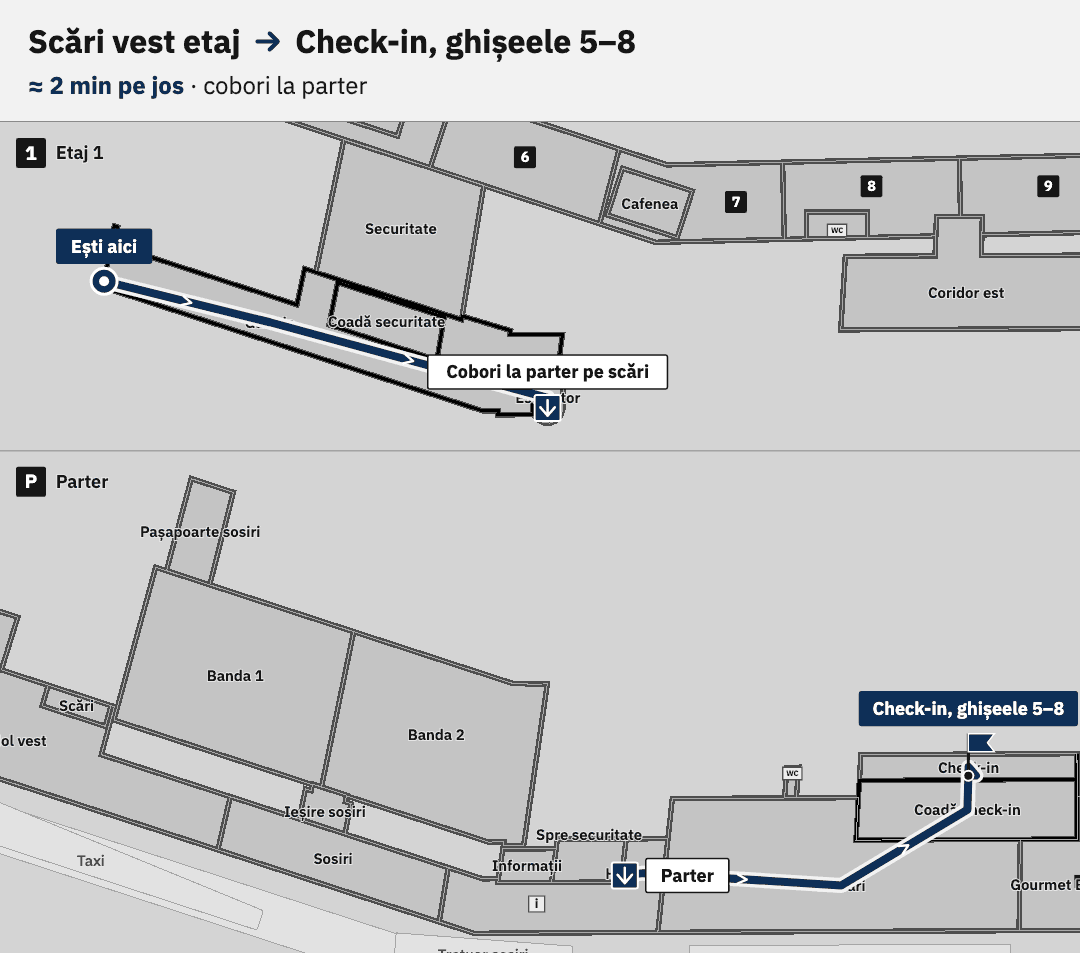 Scări vest etaj → Check-in, ghișeele 5–8
≈ 2 min pe jos · cobori la parter
1 Etaj 1
6
7
8
9
Cafenea
wc
Securitate
Ești aici
Coridor est
Coadă securitate
Cobori la parter pe scări
P Parter
Pașapoarte sosiri
Banda 1
Banda 2
Scări
ol vest
Check-in, ghișeele 5–8
wc
Ieșire sosiri
Spre securitate
Sosiri
Informații
Parter
i
Gourmet
Taxi